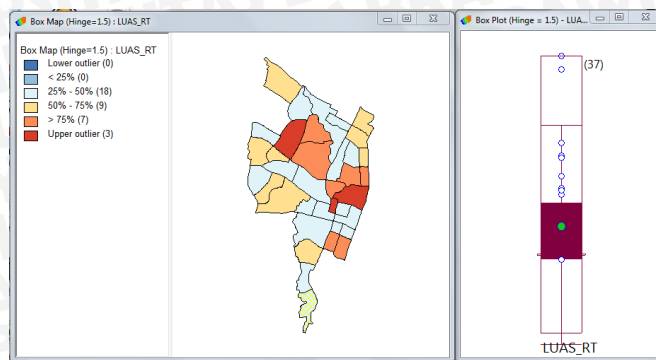 Box Map (Hinge=1.5) : LUAS_RT
Box Map (Hinge=1.5) : LUAS_RT
Lower outlier (0)
< 25% (0)
25% - 50% (18)
50% - 75% (9)
> 75% (7)
Upper outlier (3)
Box Plot (Hinge = 1.5) - LUA...
(37)
LUAS_RT